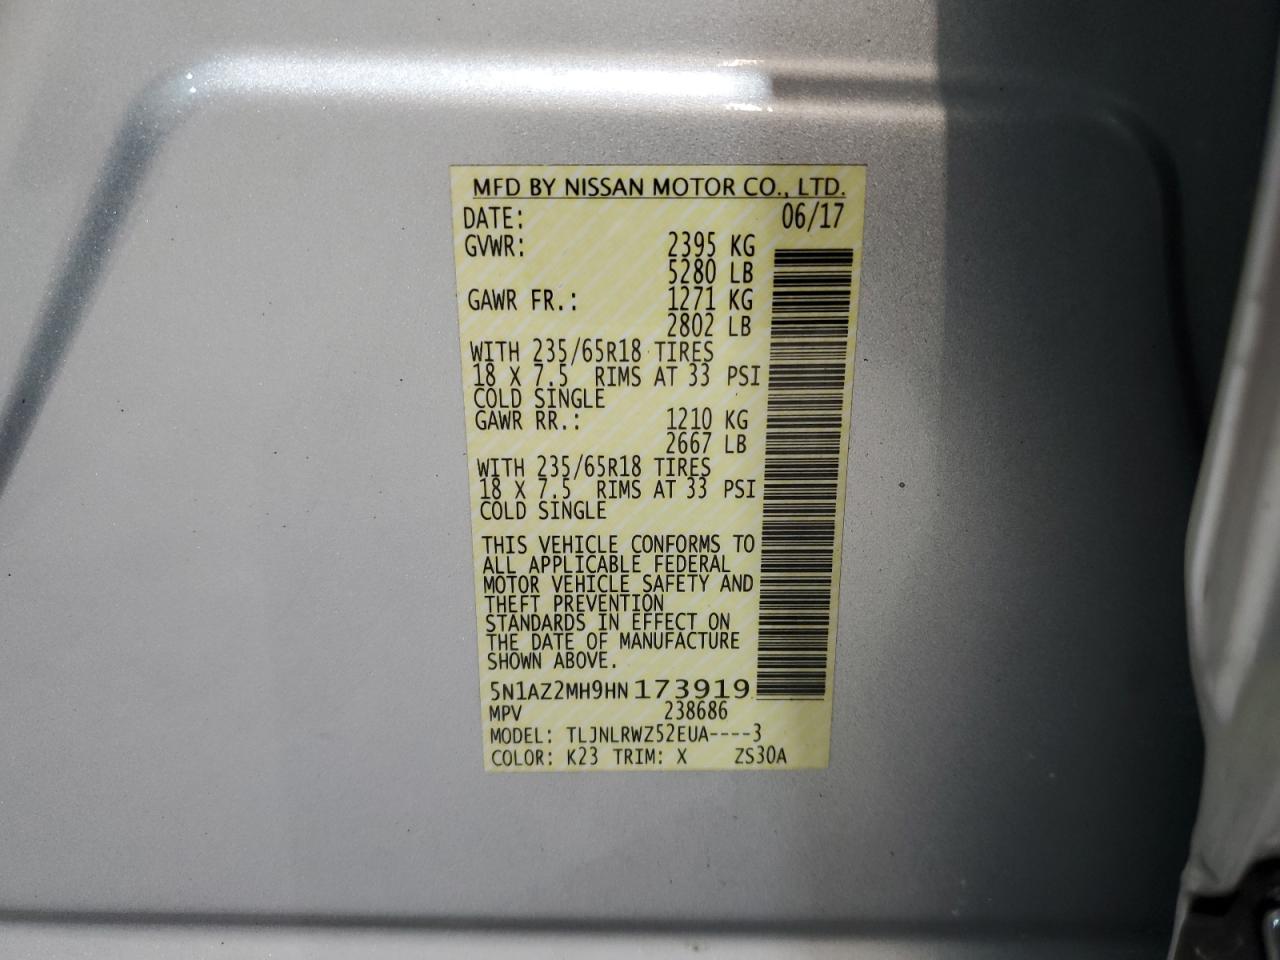 MFD BY NISSAN MOTOR CO., LTD.
DATE: 06/17
GVWR: 2395 KG
5280 LB
GAWR FR.: 1271 KG
2802 LB
WITH 235/65R18 TIRES
18 X 7.5 RIMS AT 33 PSI
COLD SINGLE
GAWR RR.: 1210 KG
2667 LB
WITH 235/65R18 TIRES
18 X 7.5 RIMS AT 33 PSI
COLD SINGLE
THIS VEHICLE CONFORMS TO
ALL APPLICABLE FEDERAL
MOTOR VEHICLE SAFETY AND
THEFT PREVENTION
STANDARDS IN EFFECT ON
THE DATE OF MANUFACTURE
SHOWN ABOVE.
5N1AZ2MH9HN173919
MPV 238686
MODEL: TLJNLRWZ52EUA----3
COLOR: K23 TRIM: X ZS30A